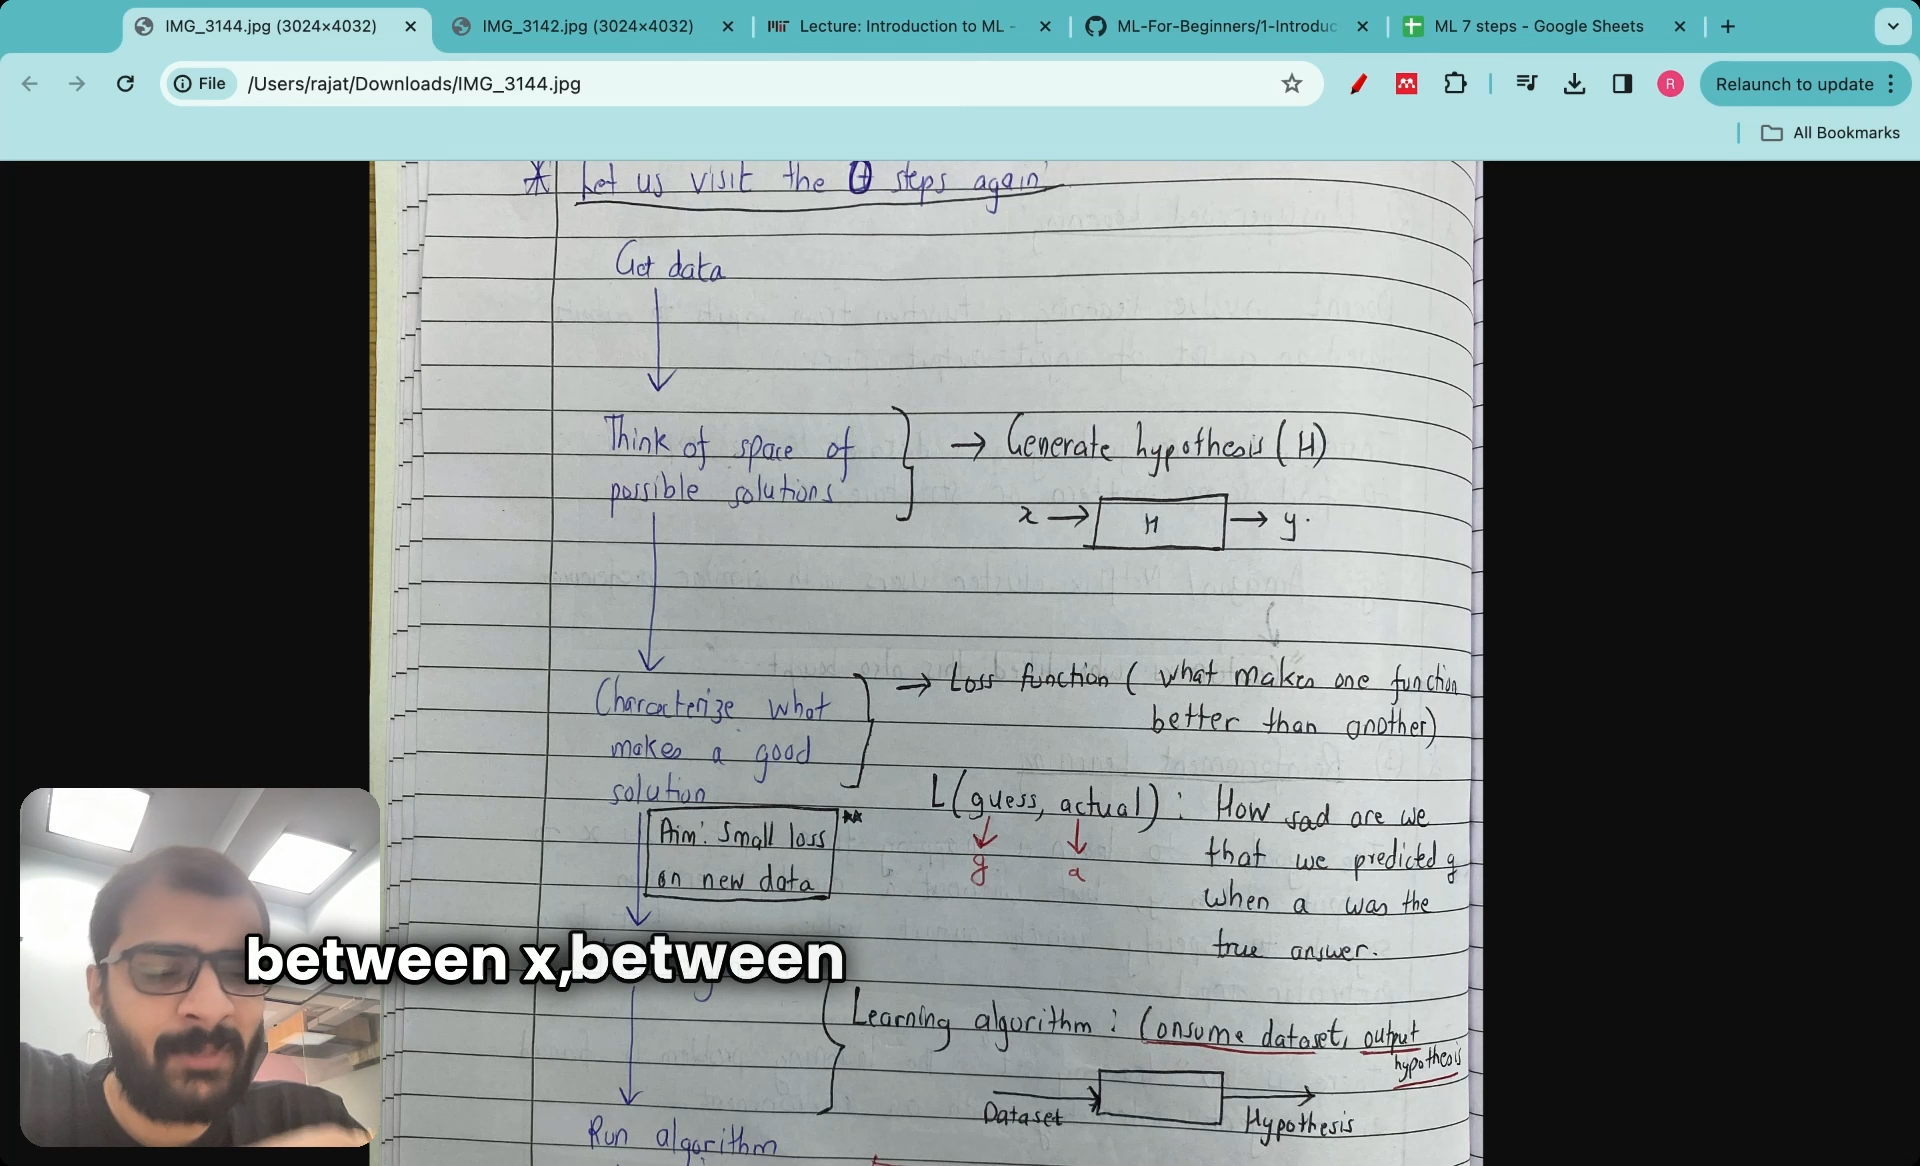 IMG_3144.jpg (3024×4032)
IMG_3142.jpg (3024×4032)
Lecture: Introduction to ML -
ML-For-Beginners/1-Introduc
ML 7 steps - Google Sheets
File
/Users/rajat/Downloads/IMG_3144.jpg
R
Relaunch to update
All Bookmarks
Let us visit the 7 steps again
Get data
Think of space of
possible solutions
→ Generate hypothesis (H)
x → H → y.
Characterize what
makes a good
solution
→ Loss function ( what makes one function
better than another)
Aim: Small loss
on new data
**
L(guess, actual) : How sad are we
g a
that we predicted g
when a was the
true answer.
between x,between
Learning algorithm : Consume dataset, output
hypothesis
Dataset
Hypothesis
Run algorithm